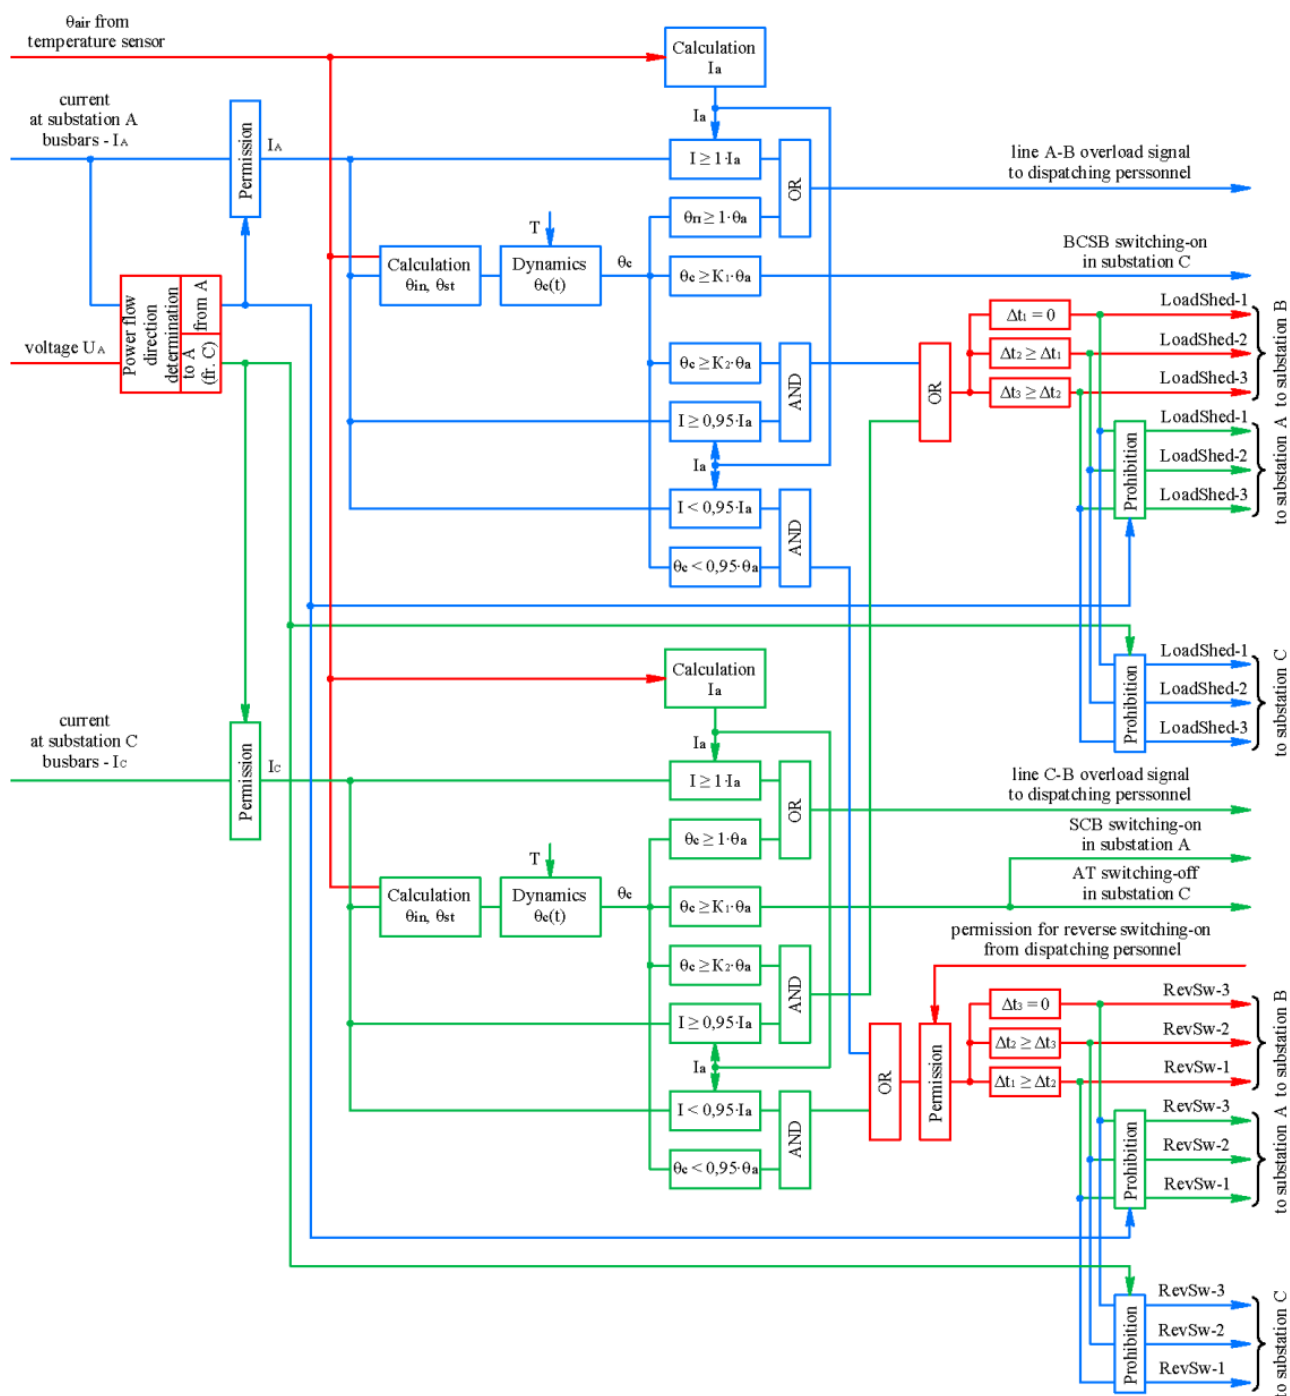 θair from
temperature sensor
Calculation
Ia
current
at substation A
busbars - IA
Permission
IA
Ia
I ≥ 1·Ia
OR
line A-B overload signal
to dispatching perssonnel
θп ≥ 1·θa
T
Calculation
θin, θst
Dynamics
θc(t)
θc
θc ≥ K1·θa
BCSB switching-on
in substation C
Power flow
direction
determination
from A
to A
(fr. C)
voltage UA
θc ≥ K2·θa
AND
I ≥ 0,95·Ia
Ia
I < 0,95·Ia
AND
θc < 0,95·θa
OR
Δt1 = 0
Δt2 ≥ Δt1
Δt3 ≥ Δt2
LoadShed-1
LoadShed-2
LoadShed-3
to substation B
Prohibition
LoadShed-1
LoadShed-2
LoadShed-3
to substation A
Prohibition
LoadShed-1
LoadShed-2
LoadShed-3
to substation C
Calculation
Ia
current
at substation C
busbars - IC
Permission
IC
Ia
I ≥ 1·Ia
OR
line C-B overload signal
to dispatching perssonnel
θc ≥ 1·θa
SCB switching-on
in substation A
T
Calculation
θin, θst
Dynamics
θc(t)
θc
θc ≥ K1·θa
AT switching-off
in substation C
θc ≥ K2·θa
AND
I ≥ 0,95·Ia
Ia
I < 0,95·Ia
AND
θc < 0,95·θa
permission for reverse switching-on
from dispatching personnel
OR
Permission
Δt3 = 0
Δt2 ≥ Δt3
Δt1 ≥ Δt2
RevSw-3
RevSw-2
RevSw-1
to substation B
Prohibition
RevSw-3
RevSw-2
RevSw-1
to substation A
Prohibition
RevSw-3
RevSw-2
RevSw-1
to substation C